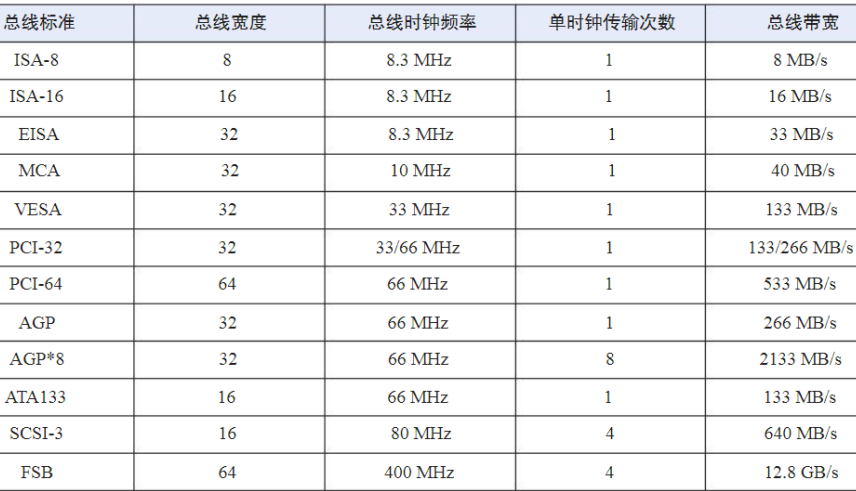 总线标准 总线宽度 总线时钟频率 单时钟传输次数 总线带宽
ISA-8 8 8.3 MHz 1 8 MB/s
ISA-16 16 8.3 MHz 1 16 MB/s
EISA 32 8.3 MHz 1 33 MB/s
MCA 32 10 MHz 1 40 MB/s
VESA 32 33 MHz 1 133 MB/s
PCI-32 32 33/66 MHz 1 133/266 MB/s
PCI-64 64 66 MHz 1 533 MB/s
AGP 32 66 MHz 1 266 MB/s
AGP*8 32 66 MHz 8 2133 MB/s
ATA133 16 66 MHz 1 133 MB/s
SCSI-3 16 80 MHz 4 640 MB/s
FSB 64 400 MHz 4 12.8 GB/s